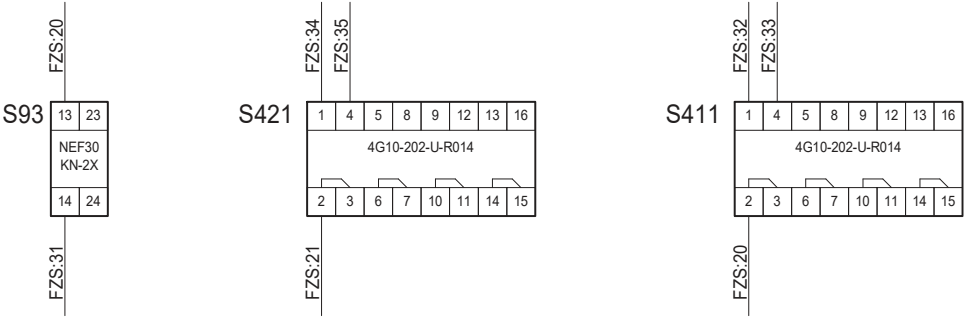 FZS:20
S93
13 23
NEF30
KN-2X
14 24
FZS:31
FZS:34
FZS:35
S421
1 4 5 8 9 12 13 16
4G10-202-U-R014
2 3 6 7 10 11 14 15
FZS:21
FZS:32
FZS:33
S411
1 4 5 8 9 12 13 16
4G10-202-U-R014
2 3 6 7 10 11 14 15
FZS:20